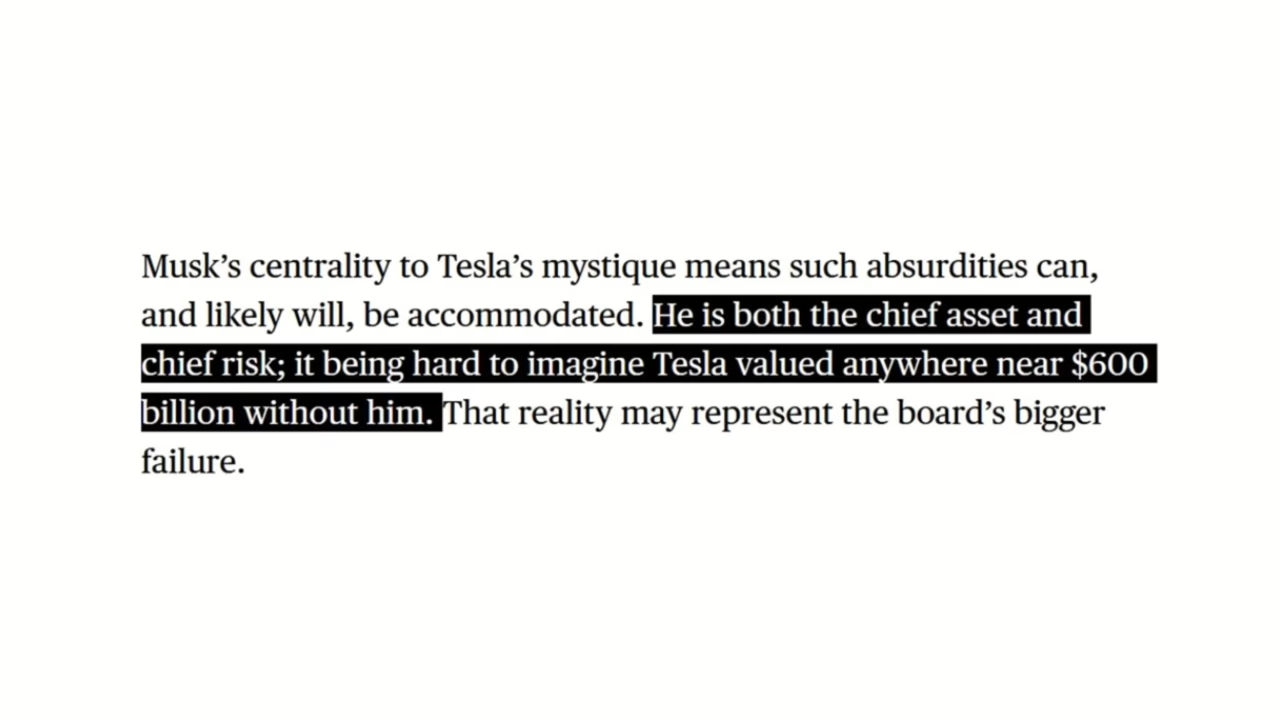 Musk’s centrality to Tesla’s mystique means such absurdities can,
and likely will, be accommodated. He is both the chief asset and
chief risk; it being hard to imagine Tesla valued anywhere near $600
billion without him. That reality may represent the board’s bigger
failure.